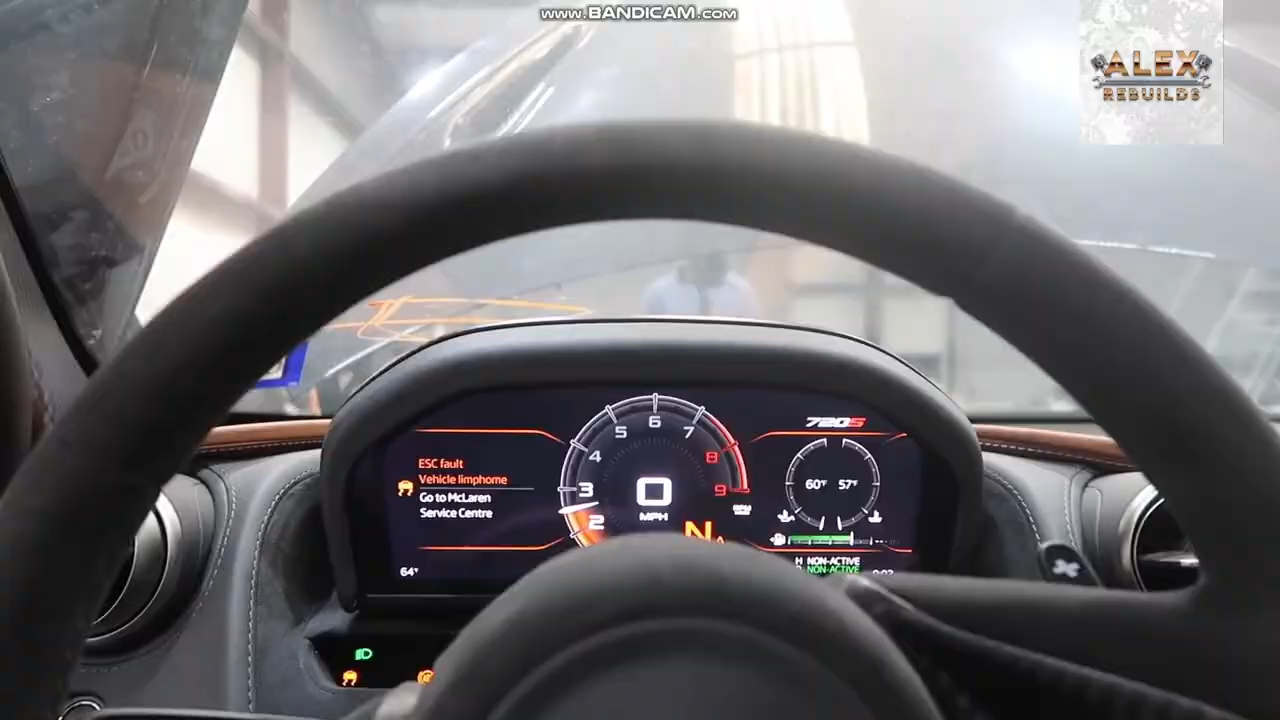 www.BANDICAM.com
ALEX
REBUILDS
720S
ESC fault
Vehicle limphome
Go to McLaren
Service Centre
5 6 7
4 8
3 9
2
0
MPH
RPM
N A
60°F 57°F
H NON-ACTIVE
NON-ACTIVE
64°F